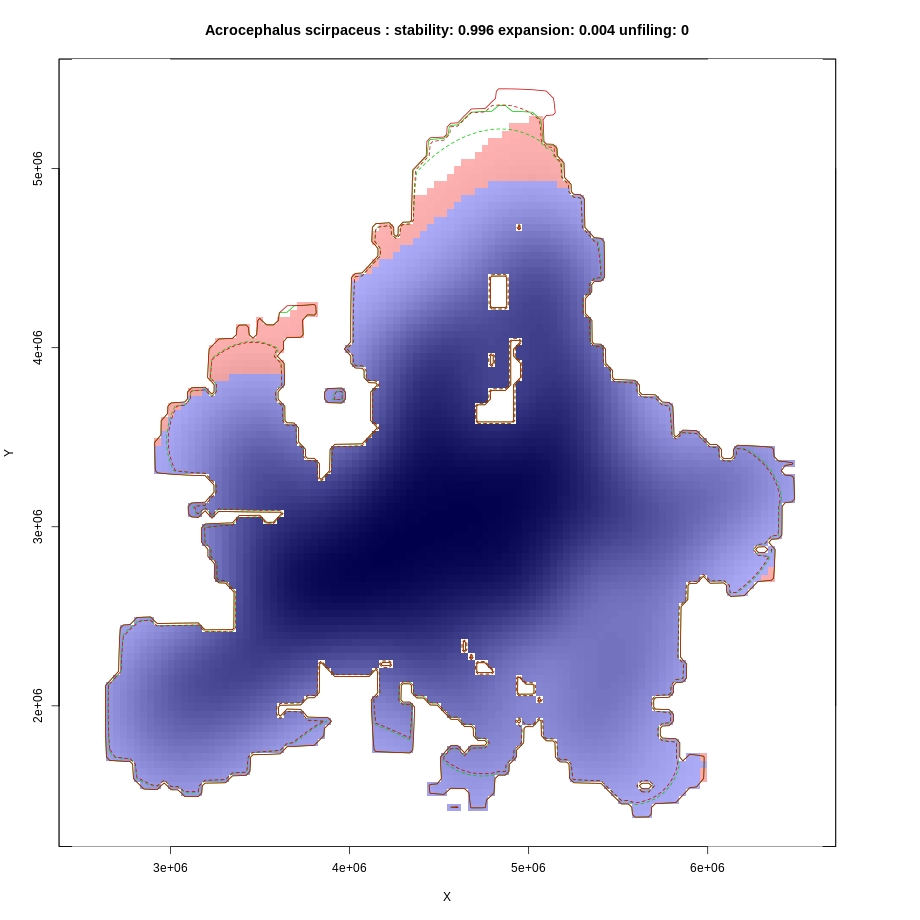 Acrocephalus scirpaceus : stability: 0.996 expansion: 0.004 unfiling: 0
5e+06
4e+06
3e+06
2e+06
Y
3e+06 4e+06 5e+06 6e+06
X